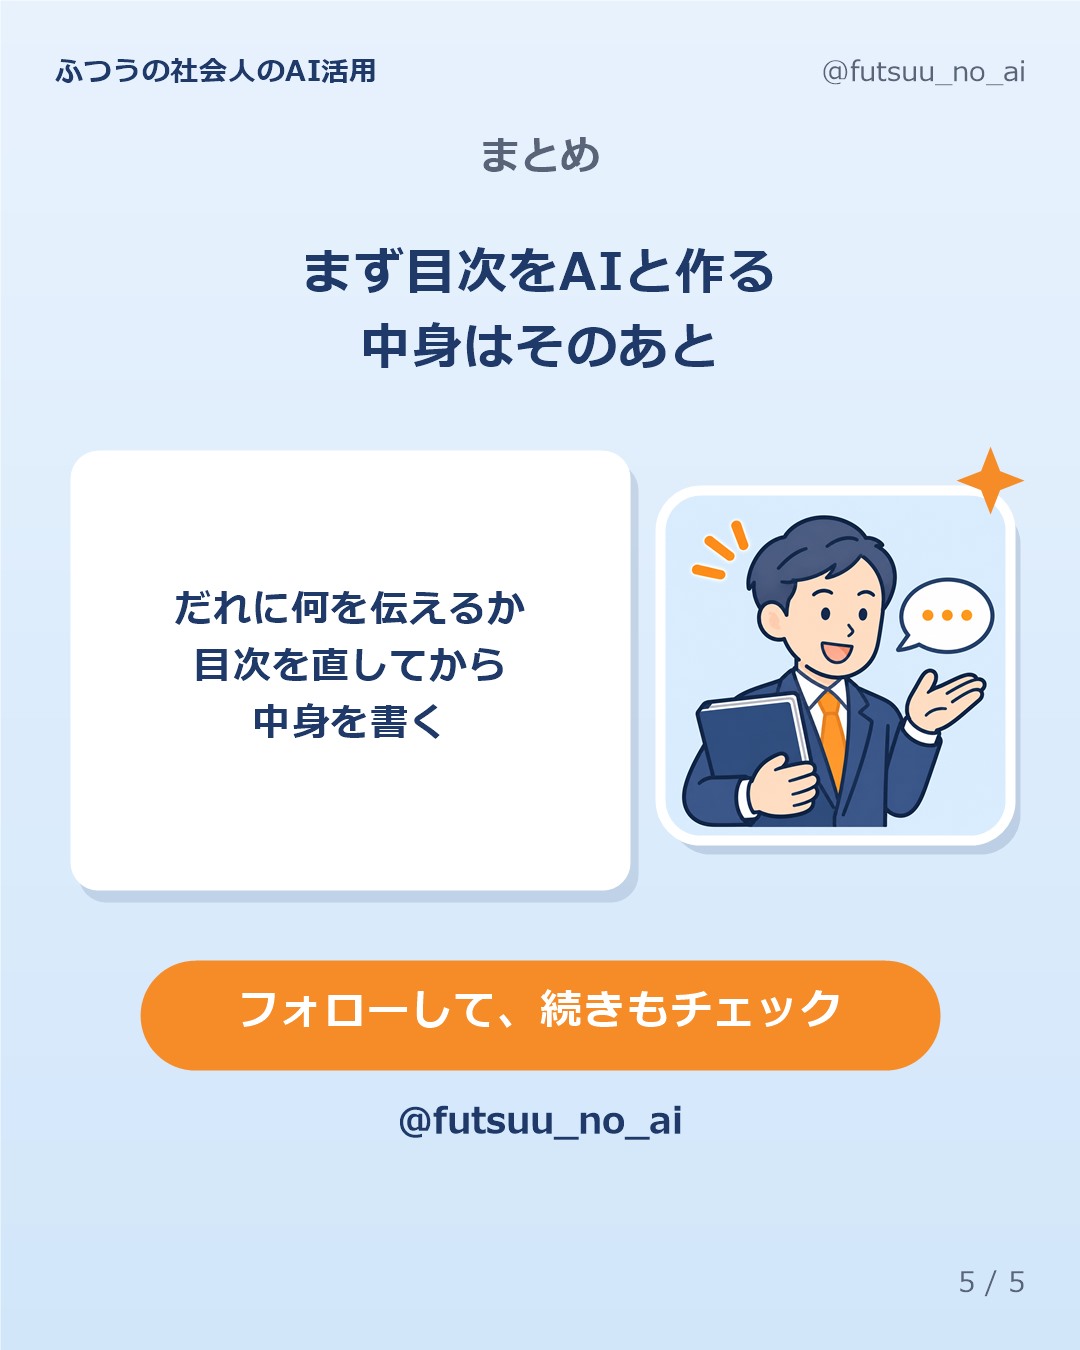 ふつうの社会人のAI活用
@futsuu_no_ai
まとめ
まず目次をAIと作る
中身はそのあと
だれに何を伝えるか
目次を直してから
中身を書く
フォローして、続きもチェック
@futsuu_no_ai
5 / 5